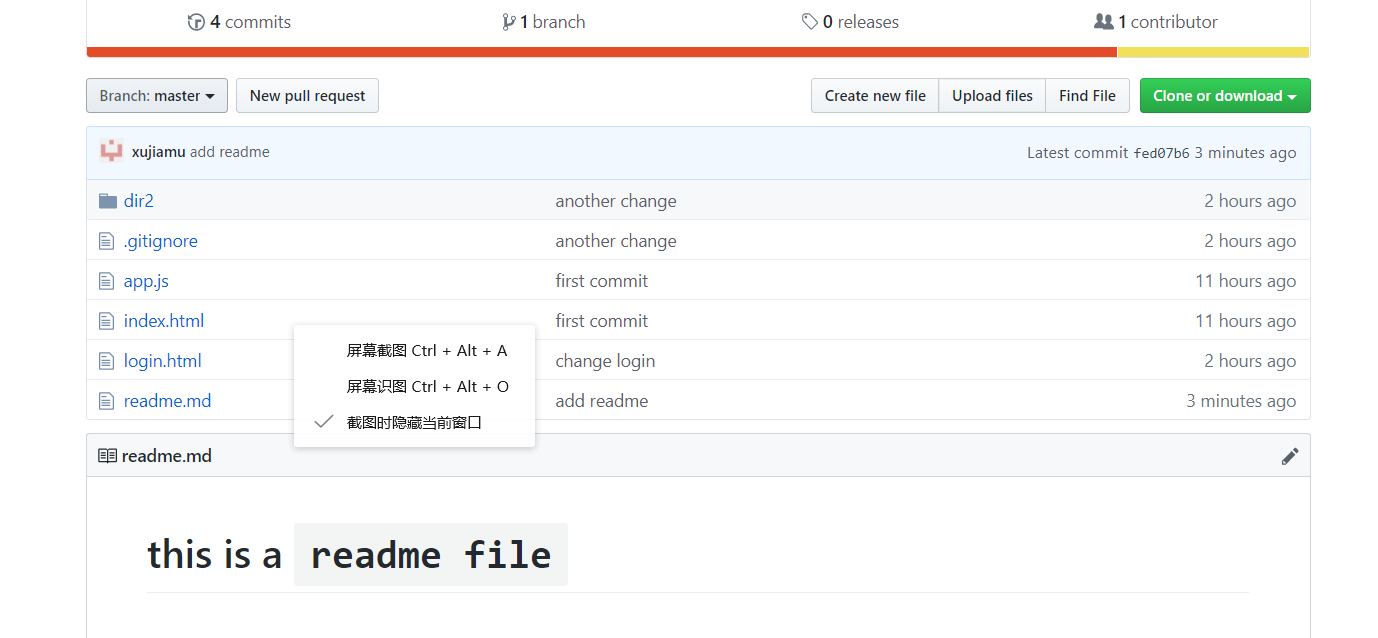 4 commits 1 branch 0 releases 1 contributor
Branch: master New pull request Create new file Upload files Find File Clone or download
xujiamu add readme Latest commit fed07b6 3 minutes ago
dir2 another change 2 hours ago
.gitignore another change 2 hours ago
app.js first commit 11 hours ago
index.html first commit 11 hours ago
login.html change login 2 hours ago
readme.md add readme 3 minutes ago
屏幕截图 Ctrl + Alt + A
屏幕识图 Ctrl + Alt + O
截图时隐藏当前窗口
readme.md
this is a readme file